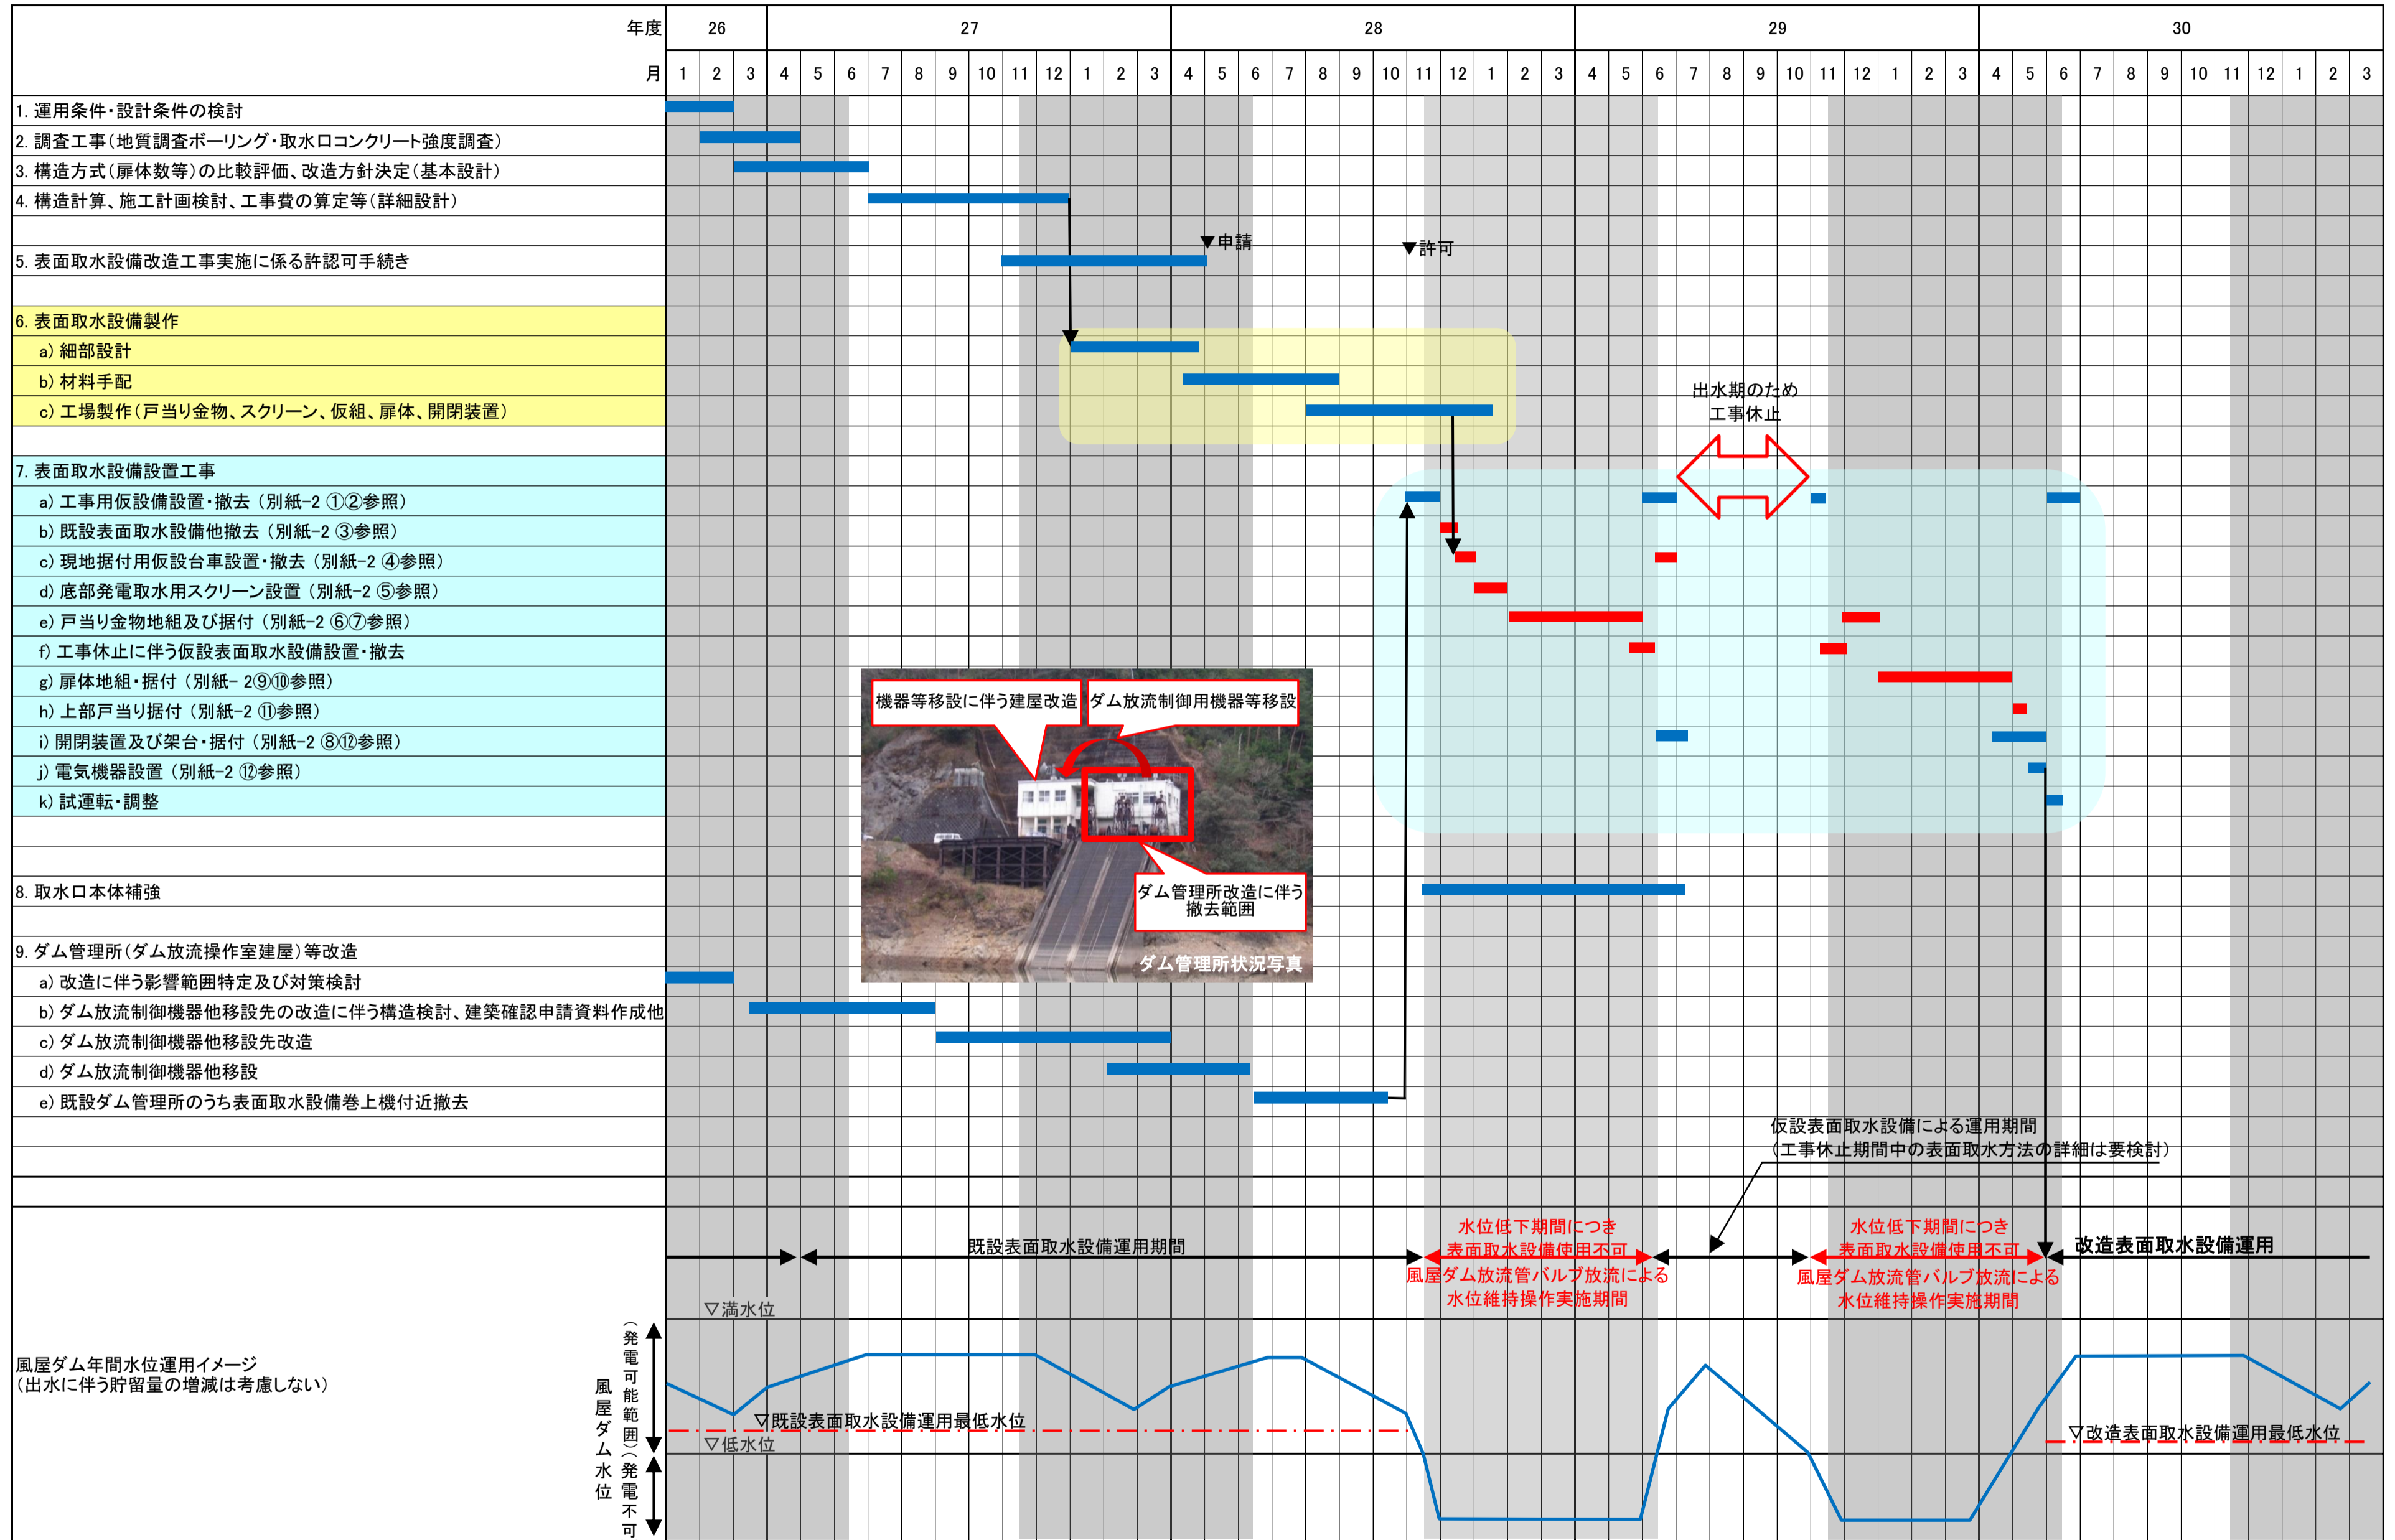 年度 26 27 28 29 30
月 1 2 3 4 5 6 7 8 9 10 11 12 1 2 3 4 5 6 7 8 9 10 11 12 1 2 3 4 5 6 7 8 9 10 11 12 1 2 3 4 5 6 7 8 9 10 11 12 1 2 3
1. 運用条件・設計条件の検討
2. 調査工事（地質調査ボーリング・取水口コンクリート強度調査）
3. 構造方式（扉体数等）の比較評価、改造方針決定（基本設計）
4. 構造計算、施工計画検討、工事費の算定等（詳細設計）
▼申請
▼許可
5. 表面取水設備改造工事実施に係る許認可手続き
6. 表面取水設備製作
a) 細部設計
b) 材料手配
c) 工場製作（戸当り金物、スクリーン、仮組、扉体、開閉装置）
出水期のため
工事休止
7. 表面取水設備設置工事
a) 工事用仮設備設置・撤去（別紙-2 ①②参照）
b) 既設表面取水設備他撤去（別紙-2 ③参照）
c) 現地据付用仮設台車設置・撤去（別紙-2 ④参照）
d) 底部発電取水用スクリーン設置（別紙-2 ⑤参照）
e) 戸当り金物地組及び据付（別紙-2 ⑥⑦参照）
f) 工事休止に伴う仮設表面取水設備設置・撤去
g) 扉体地組・据付（別紙- 2⑨⑩参照）
h) 上部戸当り据付（別紙-2 ⑪参照）
i) 開閉装置及び架台・据付（別紙-2 ⑧⑫参照）
j) 電気機器設置（別紙-2 ⑫参照）
k) 試運転・調整
機器等移設に伴う建屋改造
ダム放流制御用機器等移設
ダム管理所改造に伴う
撤去範囲
ダム管理所状況写真
8. 取水口本体補強
9. ダム管理所（ダム放流操作室建屋）等改造
a) 改造に伴う影響範囲特定及び対策検討
b) ダム放流制御機器他移設先の改造に伴う構造検討、建築確認申請資料作成他
c) ダム放流制御機器他移設先改造
d) ダム放流制御機器他移設
e) 既設ダム管理所のうち表面取水設備巻上機付近撤去
仮設表面取水設備による運用期間
（工事休止期間中の表面取水方法の詳細は要検討）
既設表面取水設備運用期間
水位低下期間につき
表面取水設備使用不可
風屋ダム放流管バルブ放流による
水位維持操作実施期間
水位低下期間につき
表面取水設備使用不可
風屋ダム放流管バルブ放流による
水位維持操作実施期間
改造表面取水設備運用
▽満水位
風屋ダム年間水位運用イメージ
（出水に伴う貯留量の増減は考慮しない）
風屋ダム水位
（発電可能範囲）
（発電不可
▽既設表面取水設備運用最低水位
▽低水位
▽改造表面取水設備運用最低水位